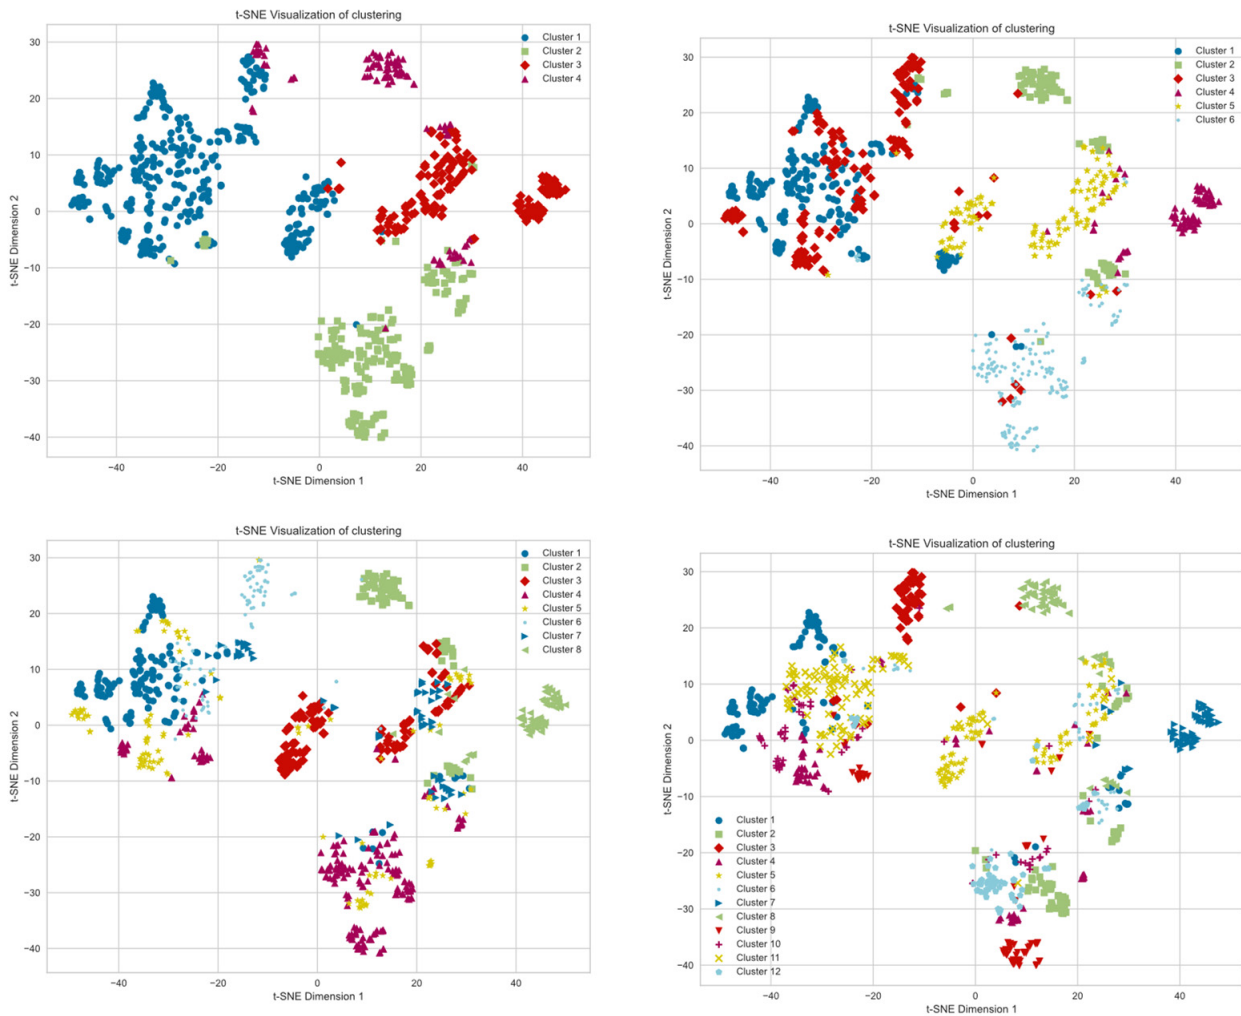 t-SNE Visualization of clustering
30
20
10
0
−10
−20
−30
−40
t-SNE Dimension 2
−40
−20
0
20
40
t-SNE Dimension 1
Cluster 1
Cluster 2
Cluster 3
Cluster 4
t-SNE Visualization of clustering
30
20
10
0
−10
−20
−30
−40
t-SNE Dimension 2
−40
−20
0
20
40
t-SNE Dimension 1
Cluster 1
Cluster 2
Cluster 3
Cluster 4
Cluster 5
Cluster 6
t-SNE Visualization of clustering
30
20
10
0
−10
−20
−30
−40
t-SNE Dimension 2
−40
−20
0
20
40
t-SNE Dimension 1
Cluster 1
Cluster 2
Cluster 3
Cluster 4
Cluster 5
Cluster 6
Cluster 7
Cluster 8
t-SNE Visualization of clustering
30
20
10
0
−10
−20
−30
−40
t-SNE Dimension 2
−40
−20
0
20
40
t-SNE Dimension 1
Cluster 1
Cluster 2
Cluster 3
Cluster 4
Cluster 5
Cluster 6
Cluster 7
Cluster 8
Cluster 9
Cluster 10
Cluster 11
Cluster 12